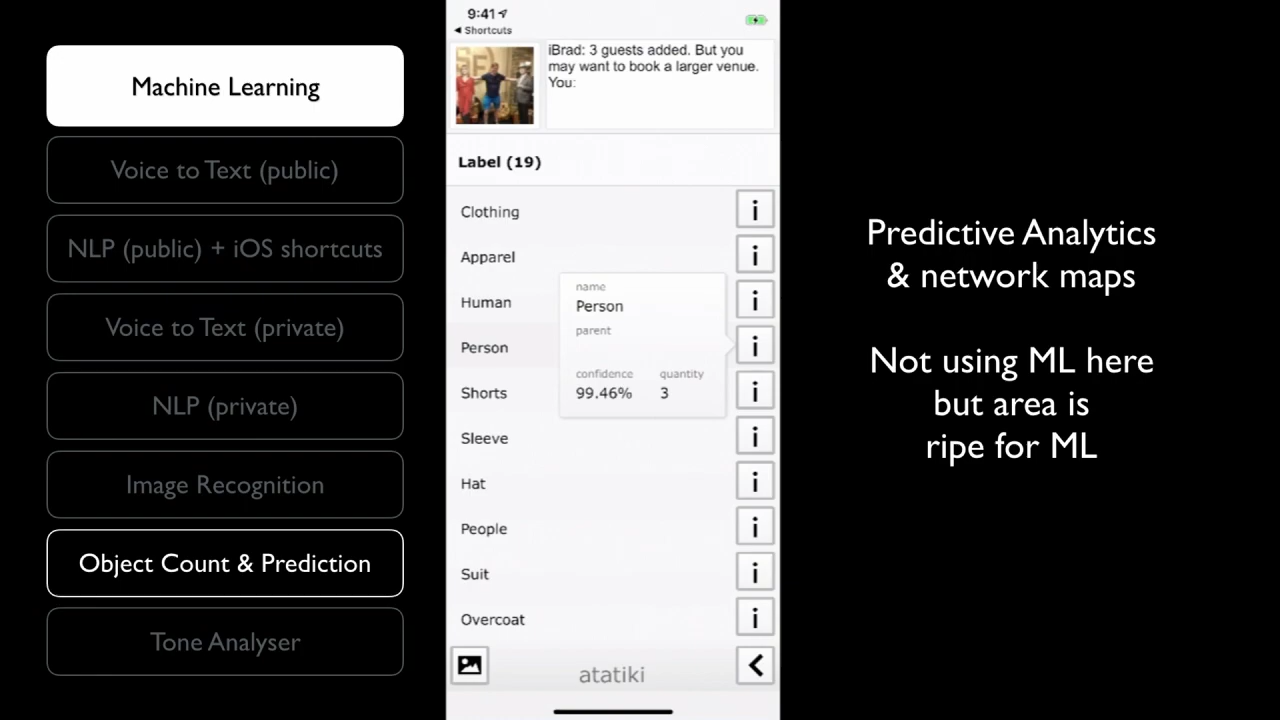 Machine Learning
Voice to Text (public)
NLP (public) + iOS shortcuts
Voice to Text (private)
NLP (private)
Image Recognition
Object Count & Prediction
Tone Analyser
9:41
Shortcuts
iBrad: 3 guests added. But you
may want to book a larger venue.
You:
Label (19)
Clothing
i
Apparel
i
Human
i
Person
i
Shorts
i
Sleeve
i
Hat
i
People
i
Suit
i
Overcoat
i
name
Person
parent
confidence quantity
99.46% 3
atatiki
Predictive Analytics
& network maps
Not using ML here
but area is
ripe for ML